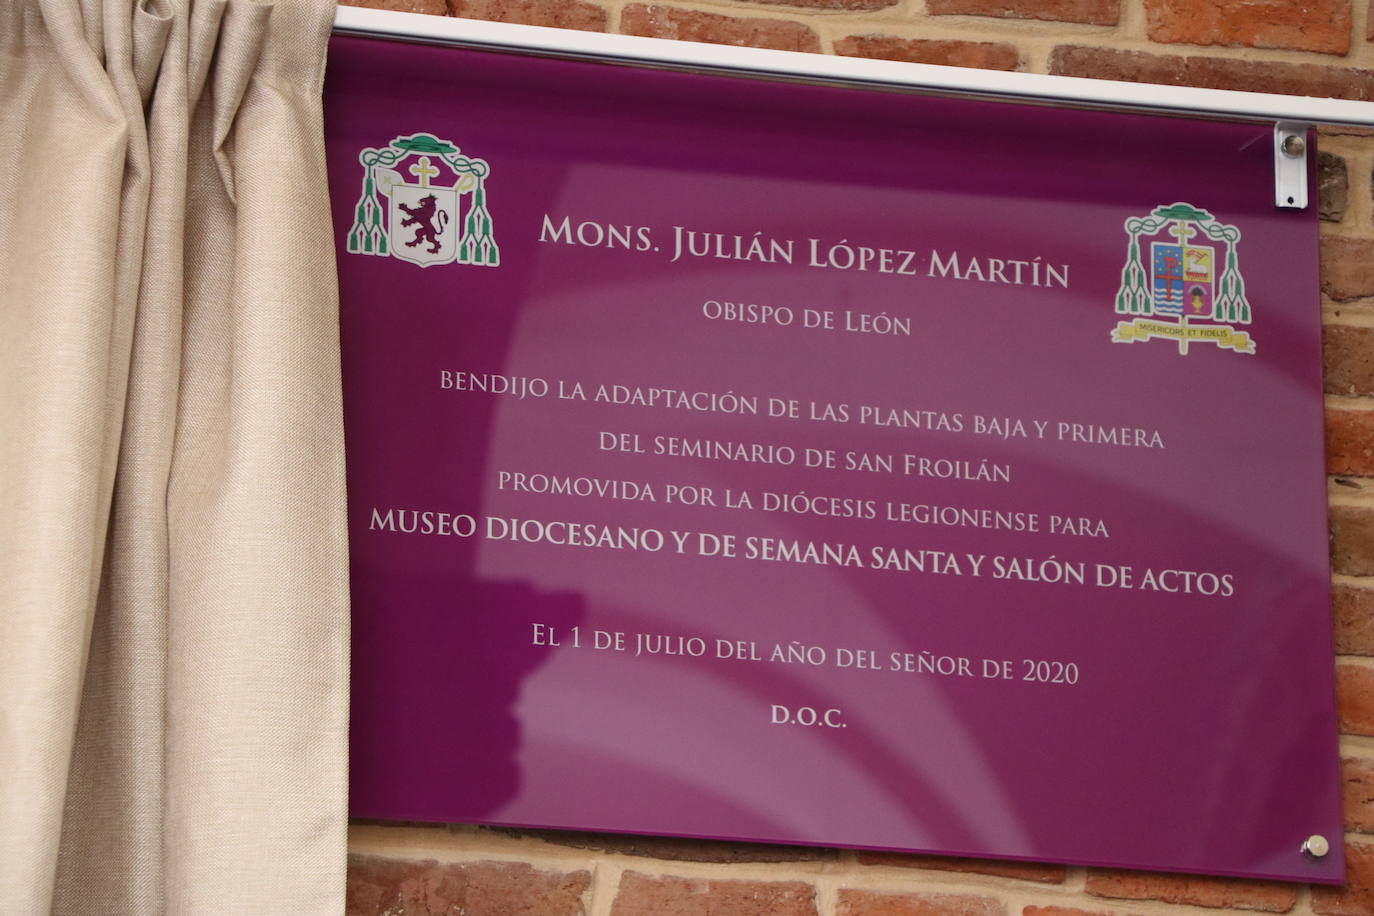 Mons. Julián López Martín
obispo de León
MISERICORS ET FIDELIS
bendijo la adaptación de las plantas baja y primera
del seminario de san Froilán
promovida por la diócesis legionense para
museo diocesano y de semana santa y salón de actos
El 1 de julio del año del señor de 2020
D.O.C.